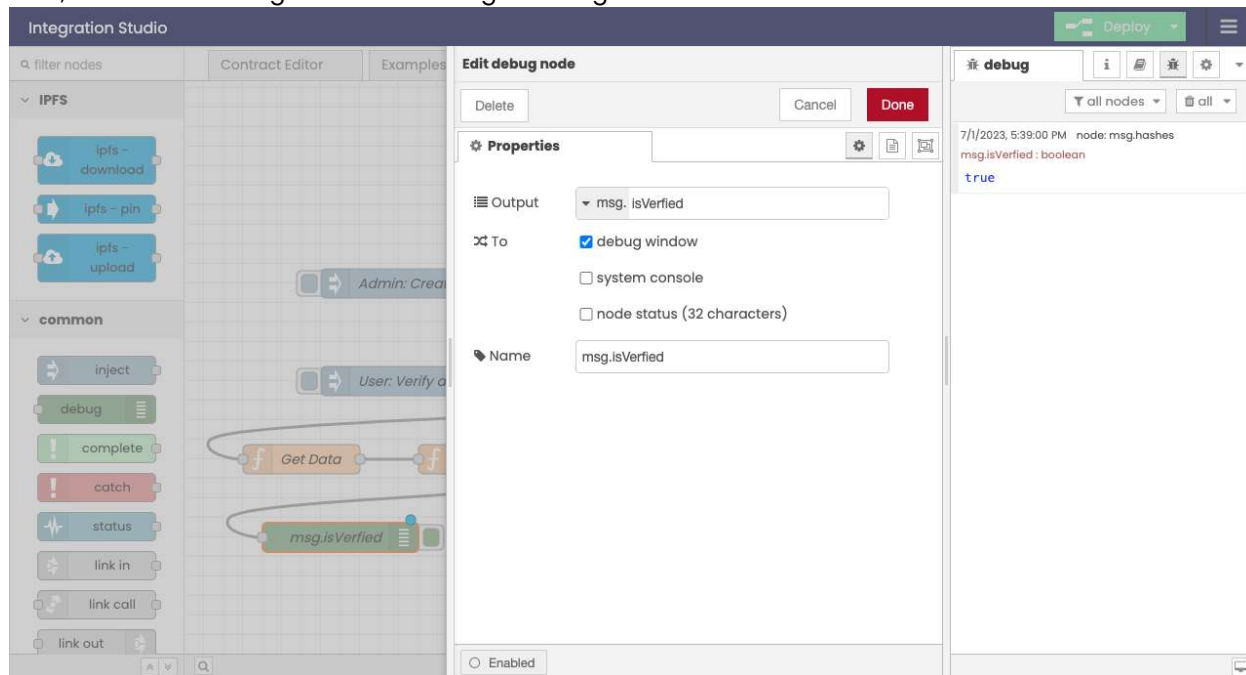 Integration Studio
Deploy
filter nodes
Contract Editor
Examples
IPFS
ipfs -
download
ipfs - pin
ipfs -
upload
common
inject
debug
complete
catch
status
link in
link call
link out
Admin: Crea
User: Verify a
Get Data
msg.isVerfied
Edit debug node
Delete
Cancel
Done
Properties
Output
msg. isVerfied
To
debug window
system console
node status (32 characters)
Name
msg.isVerfied
Enabled
debug
i
all nodes
all
7/1/2023, 5:39:00 PM node: msg.hashes
msg.isVerfied : boolean
true